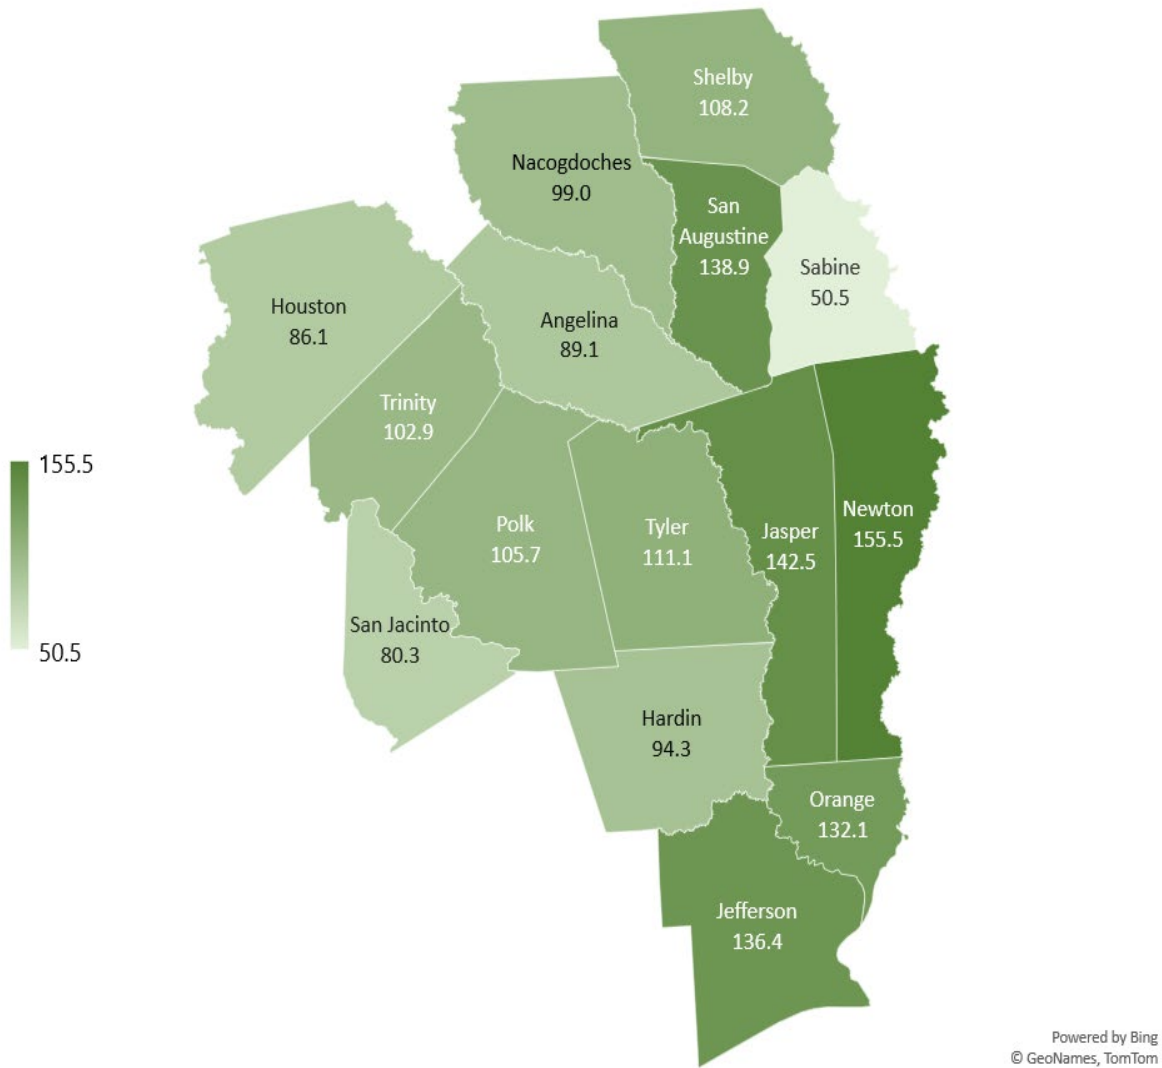 Shelby
108.2
Nacogdoches
99.0
San
Augustine
138.9
Sabine
50.5
Houston
86.1
Angelina
89.1
Trinity
102.9
155.5
50.5
Polk
105.7
Tyler
111.1
Jasper
142.5
Newton
155.5
San Jacinto
80.3
Hardin
94.3
Orange
132.1
Jefferson
136.4
Powered by Bing
© GeoNames, TomTom